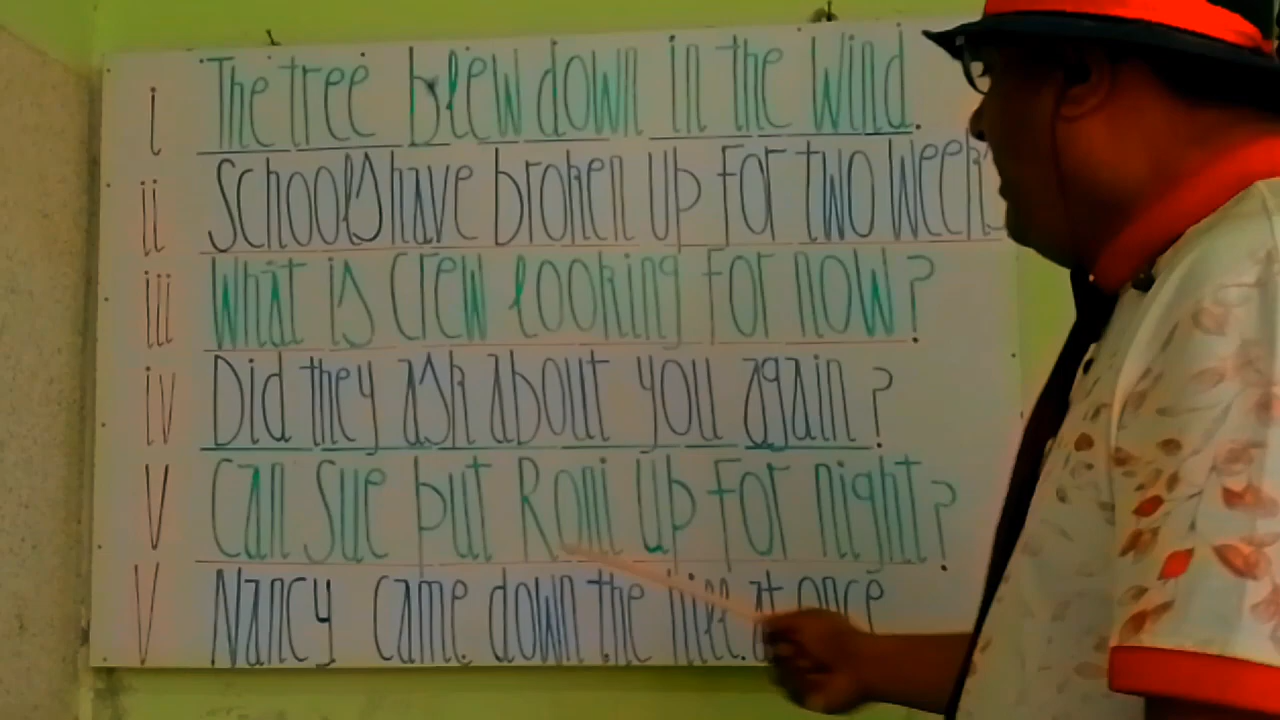 i The tree blew down in the wind.
ii Schools have broken up for two weeks
iii What is Crew looking for now?
iv Did they ask about you again?
V Can Sue put Roni up for night?
V Nancy came down the hill at once